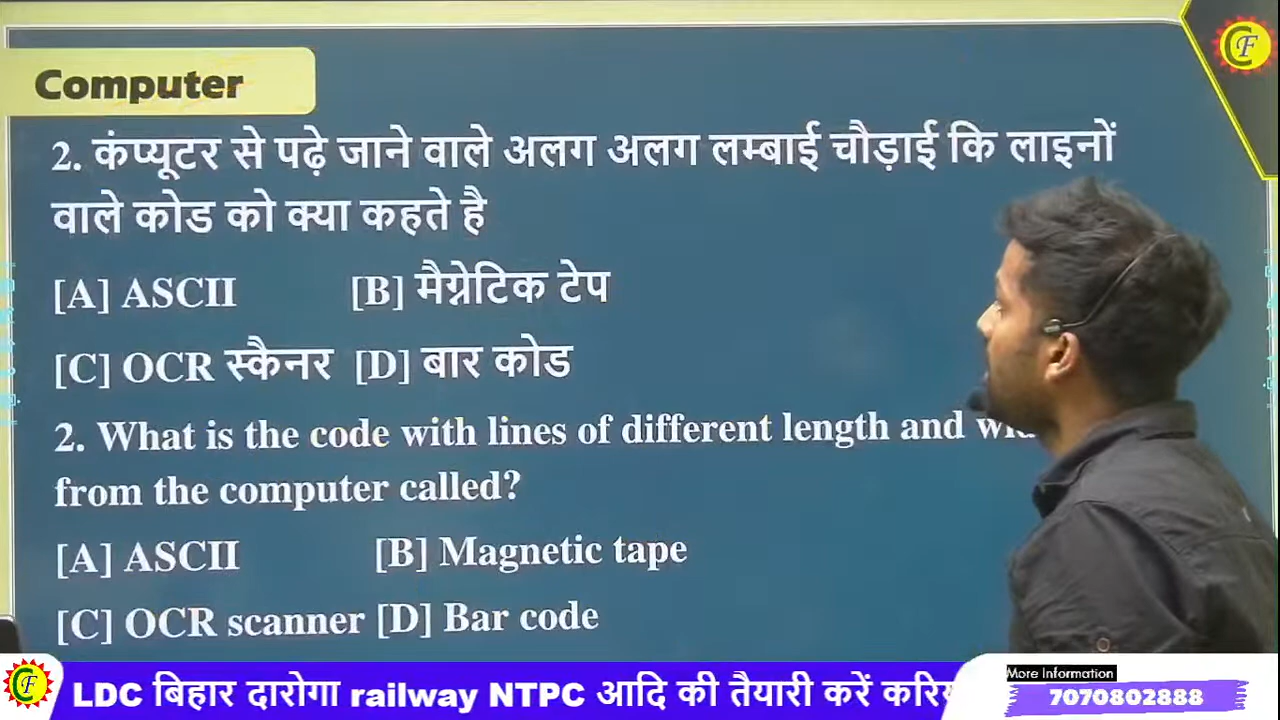 Computer
2. कंप्यूटर से पढ़े जाने वाले अलग अलग लम्बाई चौड़ाई कि लाइनों
वाले कोड को क्या कहते है
[A] ASCII [B] मैग्नेटिक टेप
[C] OCR स्कैनर [D] बार कोड
2. What is the code with lines of different length and
from the computer called?
[A] ASCII [B] Magnetic tape
[C] OCR scanner [D] Bar code
LDC बिहार दारोगा railway NTPC आदि की तैयारी करें
More Information
7070802888